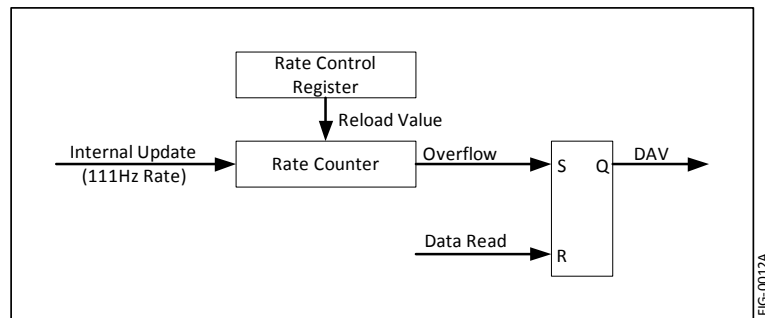 Rate Control
Register
Reload Value
Internal Update
(111Hz Rate)
Rate Counter
Overflow
S
Q
DAV
Data Read
R
FIG-0012A